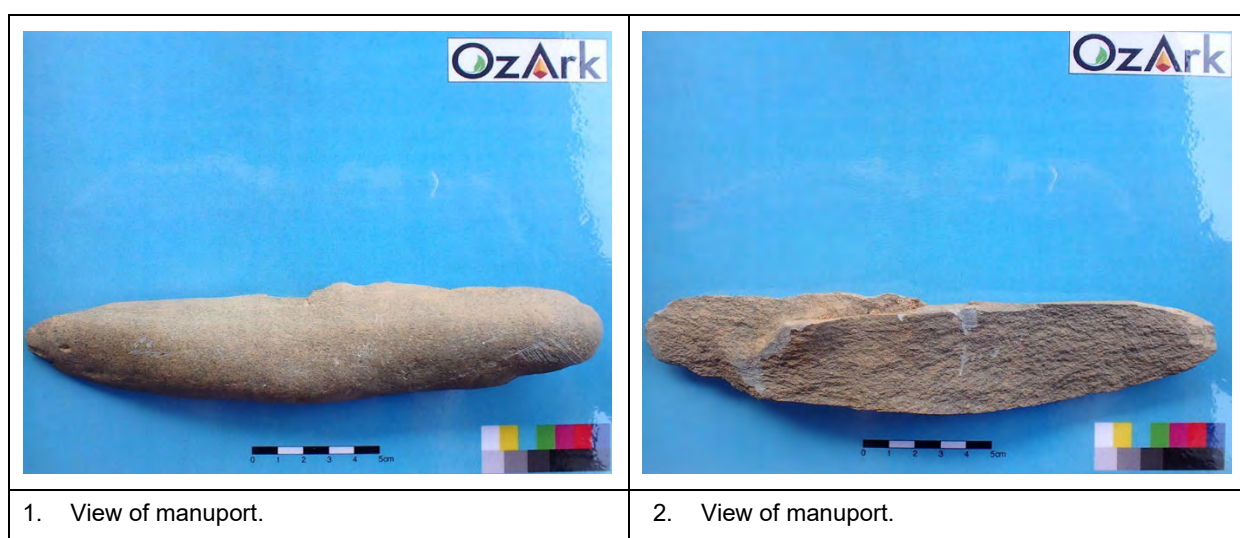 OzArk
OzArk
0 1 2 3 4 5cm
0 1 2 3 4 5cm
1. View of manuport.
2. View of manuport.